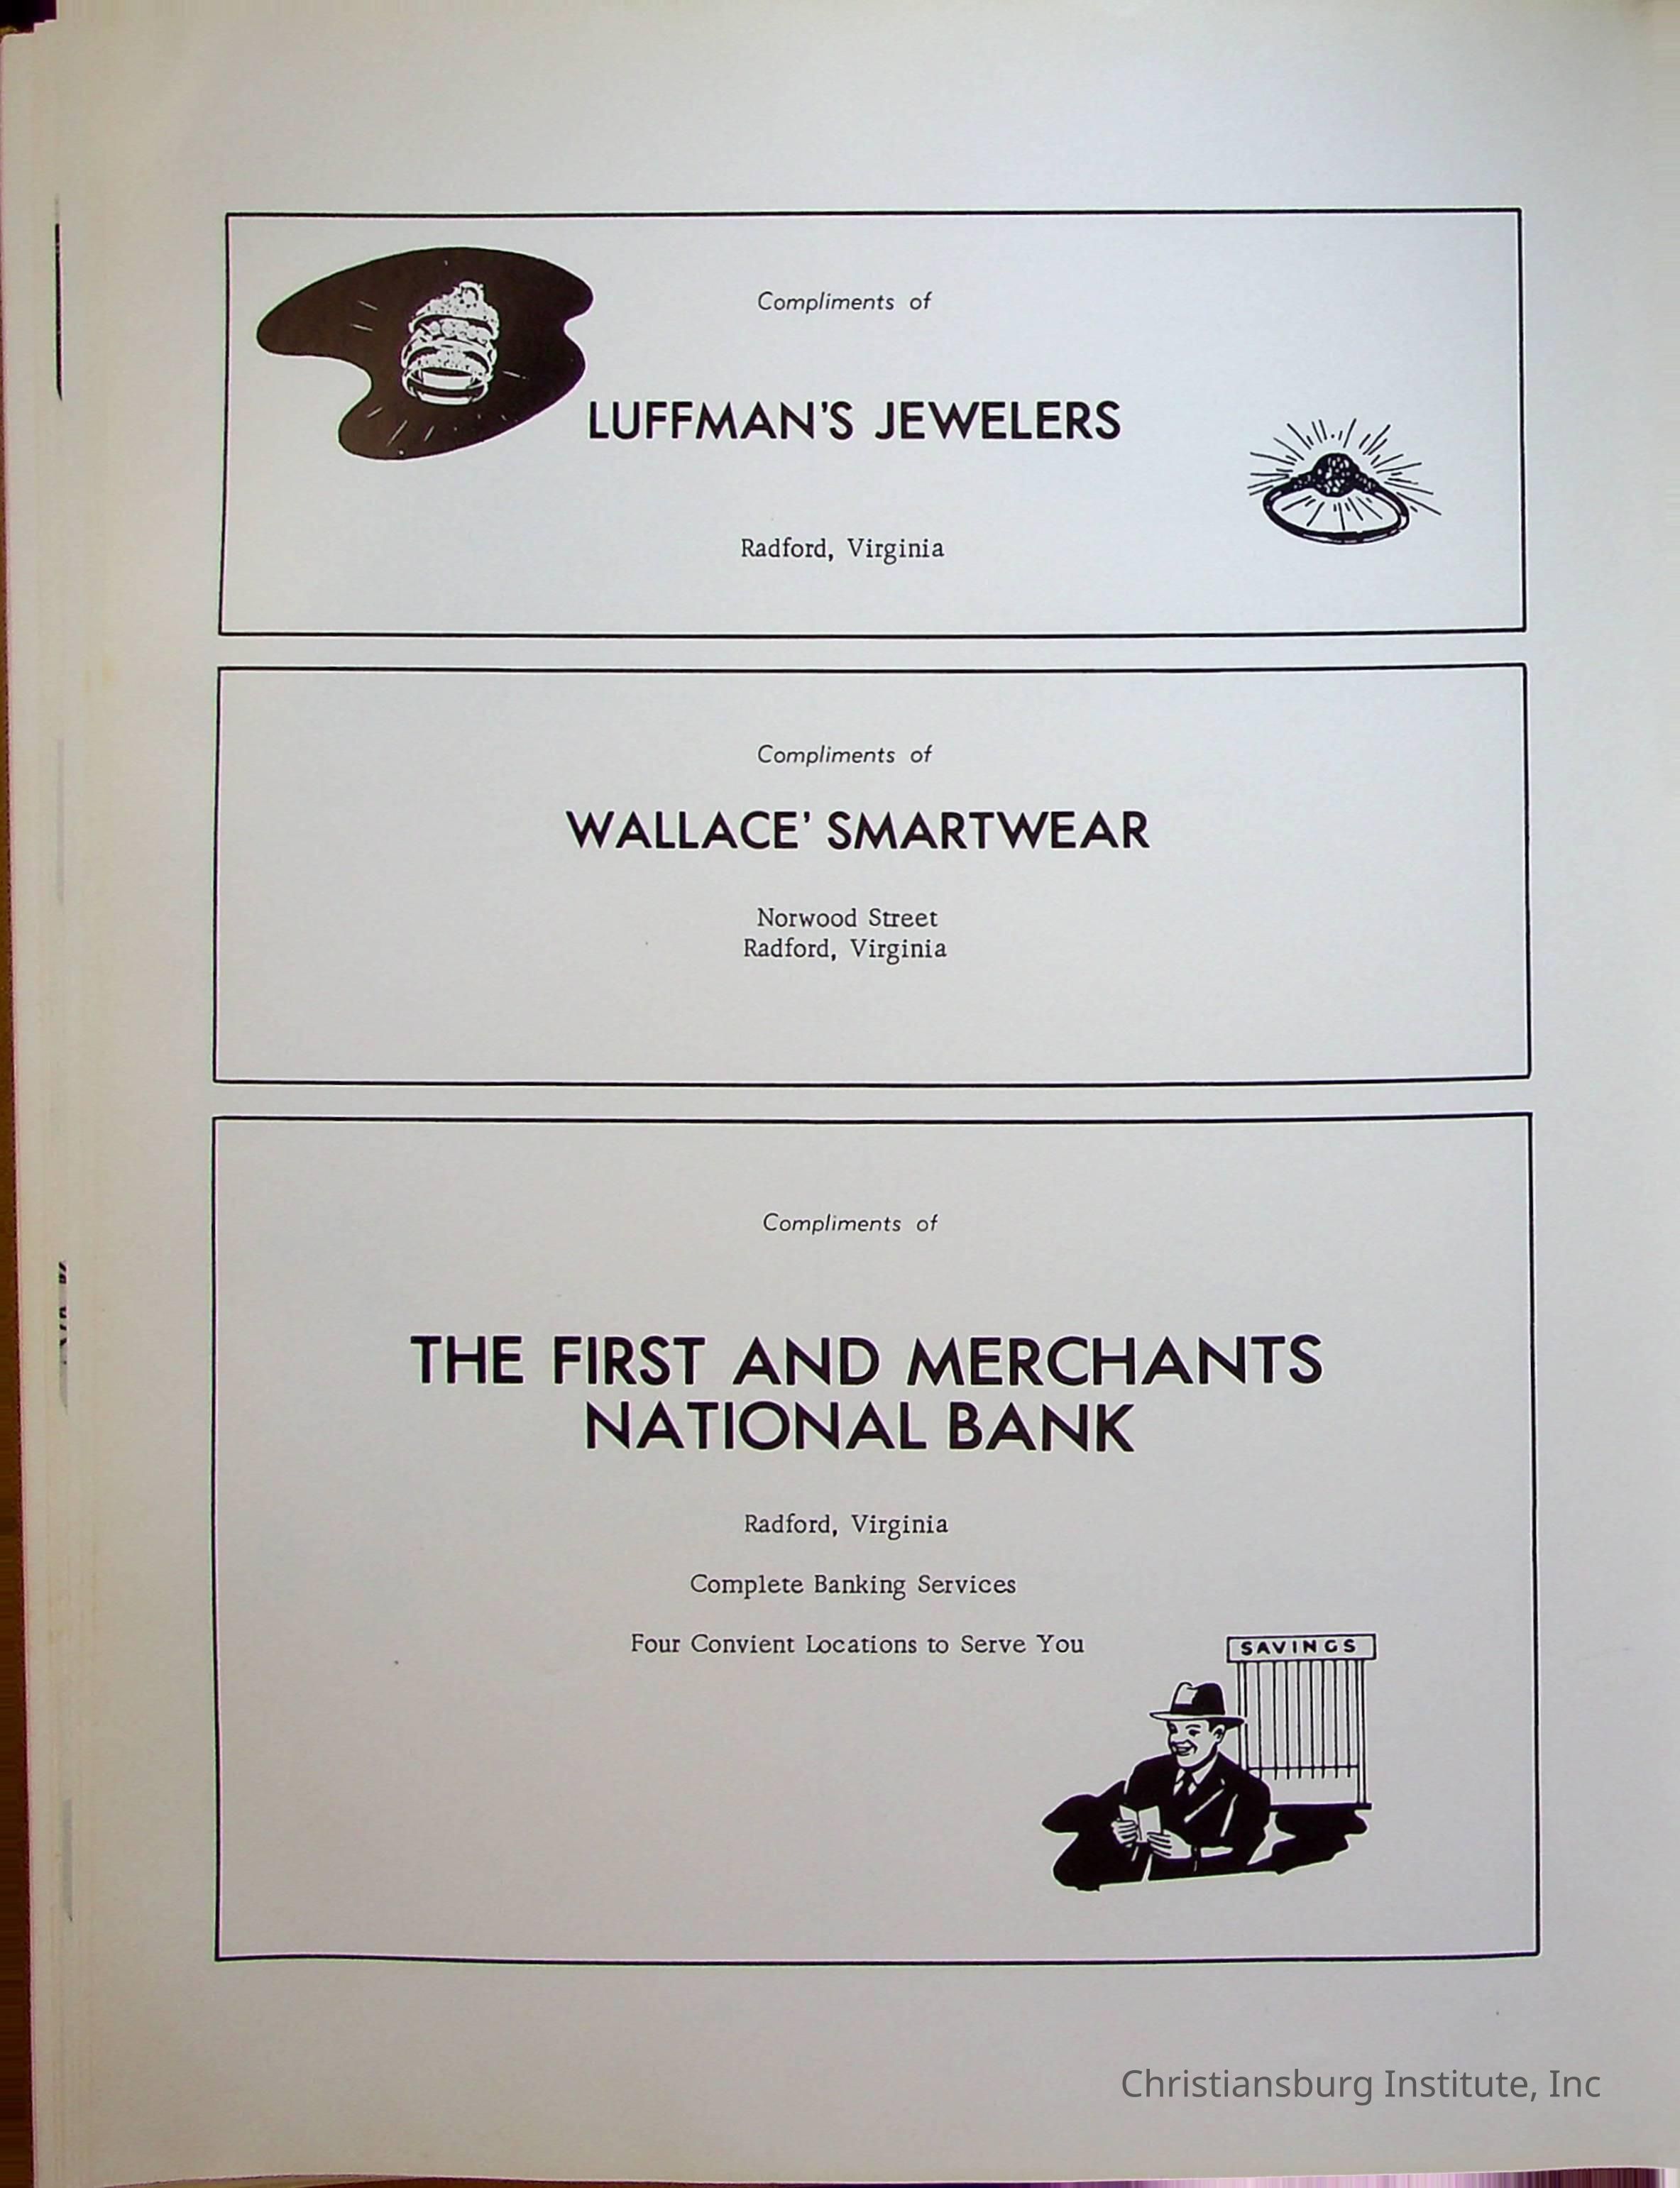 Compliments of
LUFFMAN'S JEWELERS
Radford, Virginia
Compliments of
WALLACE' SMARTWEAR
Norwood Street
Radford, Virginia
Compliments of
THE FIRST AND MERCHANTS
NATIONAL BANK
Radford, Virginia
Complete Banking Services
Four Convient Locations to Serve You
SAVINGS
Christiansburg Institute, Inc